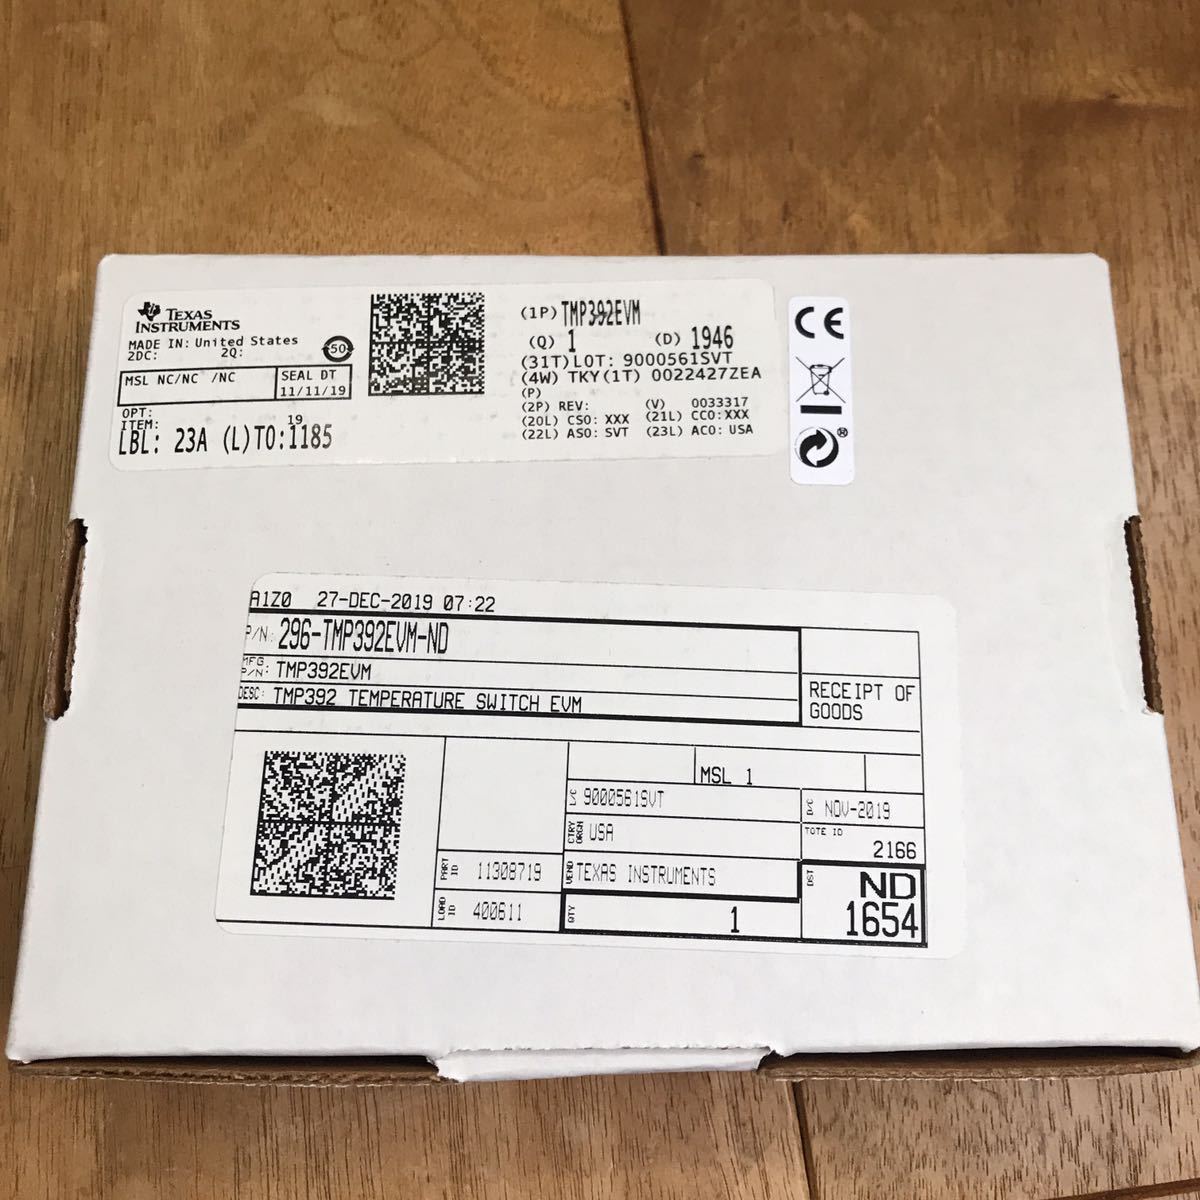 TEXAS
INSTRUMENTS
MADE IN: United States
2DC: 2Q:
50
MSL NC/NC /NC
SEAL DT
11/11/19
OPT:
ITEM: 19
LBL: 23A (L)TO:1185
(1P) TMP392EVM
(Q) 1 (D) 1946
(31T)LOT: 9000561SVT
(4W) TKY(1T) 0022427ZEA
(P)
(2P) REV: (V) 0033317
(20L) CSO: XXX (21L) CCO:XXX
(22L) ASO: SVT (23L) ACO: USA
CE
®
A1Z0 27-DEC-2019 07:22
P/N: 296-TMP392EVM-ND
MFG
P/N: TMP392EVM
DESC: TMP392 TEMPERATURE SWITCH EVM
RECEIPT OF
GOODS
MSL 1
L/C 9000561SVT
D/C NOV-2019
CTRY
ORGN USA
TOTE ID
2166
PART
ID 11308719
VEND TEXAS INSTRUMENTS
DST ND
1654
LOAD
ID 400611
QTY 1